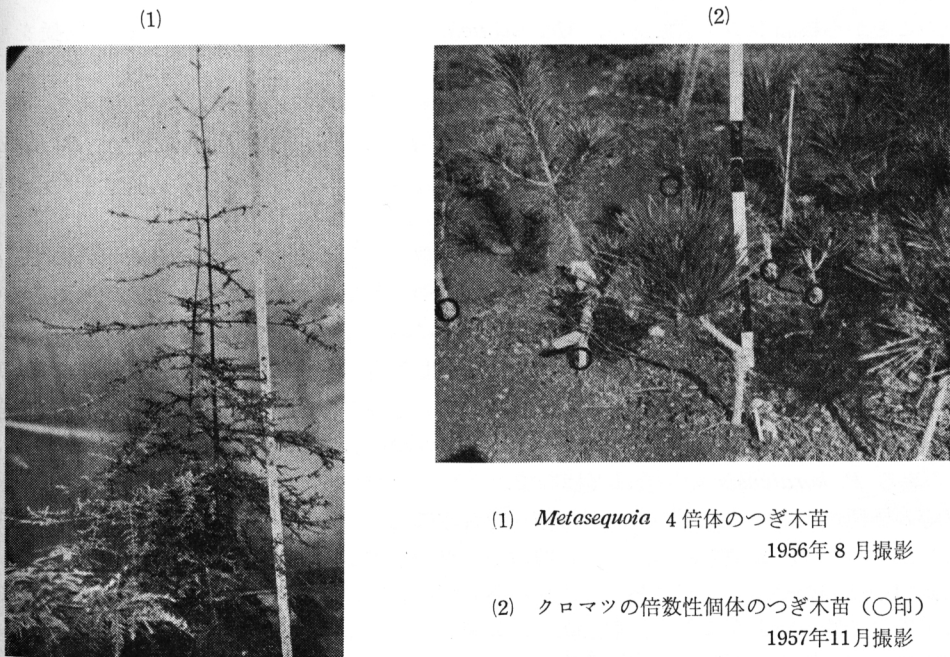 (1)
(2)
(1) Metasequoia 4倍体のつぎ木苗
1956年8月撮影
(2) クロマツの倍数性個体のつぎ木苗(○印)
1957年11月撮影